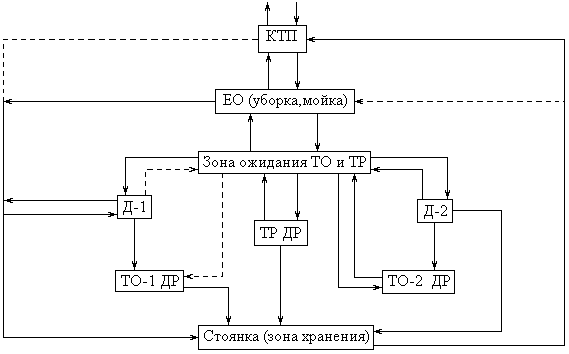 КТП
ЕО (уборка,мойка)
Зона ожидания ТО и ТР
Д-1
Д-2
ТР ДР
ТО-1 ДР
ТО-2 ДР
Стоянка (зона хранения)